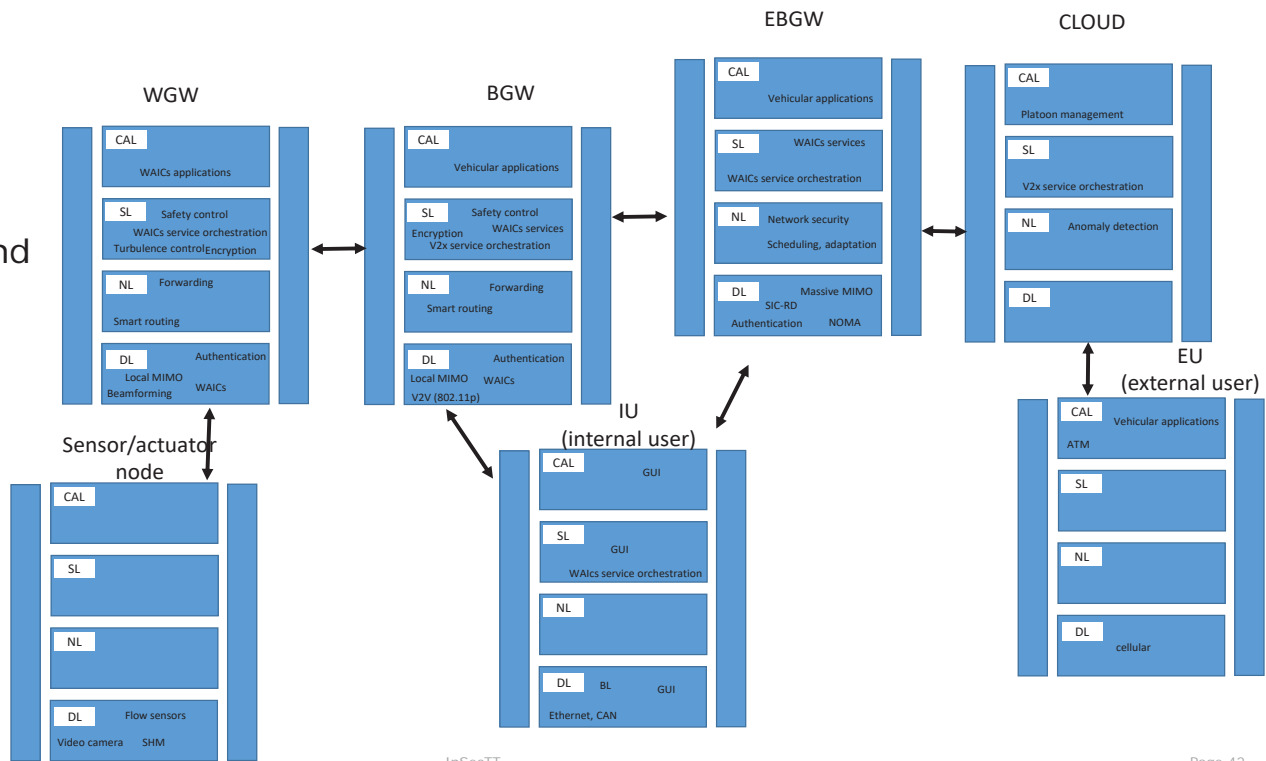 EBGW
CLOUD
WGW
BGW
nd
CAL
WAICs applications
SL Safety control
WAICs service orchestration
Turbulence control Encryption
NL Forwarding
Smart routing
DL Authentication
Local MIMO
Beamforming WAICs
CAL
Vehicular applications
SL Safety control
Encryption WAICs services
V2x service orchestration
NL Forwarding
Smart routing
DL Authentication
Local MIMO WAICs
V2V (802.11p)
CAL
Vehicular applications
SL WAICs services
WAICs service orchestration
NL Network security
Scheduling, adaptation
DL Massive MIMO
SIC-RD
Authentication NOMA
CAL
Platoon management
SL
V2x service orchestration
NL Anomaly detection
DL
Sensor/actuator
node
CAL
SL
NL
DL Flow sensors
Video camera SHM
IU
(internal user)
CAL GUI
SL
GUI
WAIcs service orchestration
NL
DL BL GUI
Ethernet, CAN
EU
(external user)
CAL Vehicular applications
ATM
SL
NL
DL
cellular